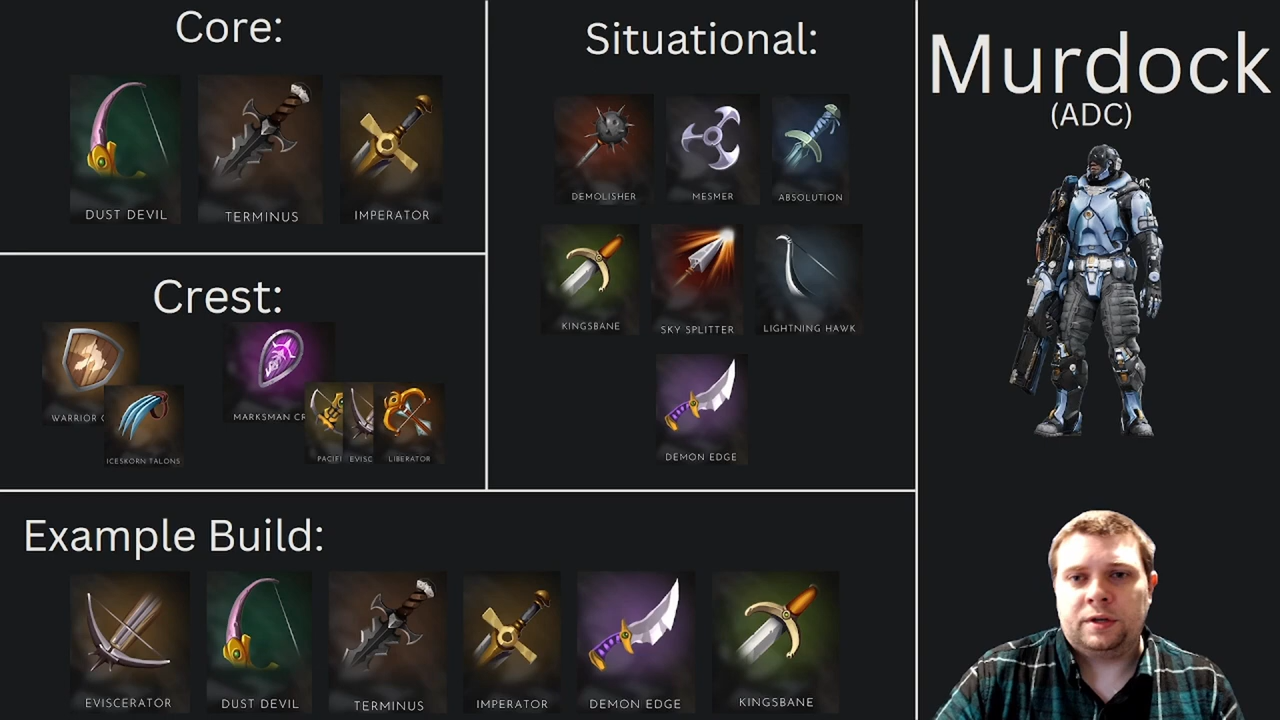 Core:
DUST DEVIL
TERMINUS
IMPERATOR
Crest:
WARRIOR
ICESKORN TALONS
MARKSMAN CR
PACIFI
EVISC
LIBERATOR
Situational:
DEMOLISHER
MESMER
ABSOLUTION
KINGSBANE
SKY SPLITTER
LIGHTNING HAWK
DEMON EDGE
Murdock
(ADC)
Example Build:
EVISCERATOR
DUST DEVIL
TERMINUS
IMPERATOR
DEMON EDGE
KINGSBANE